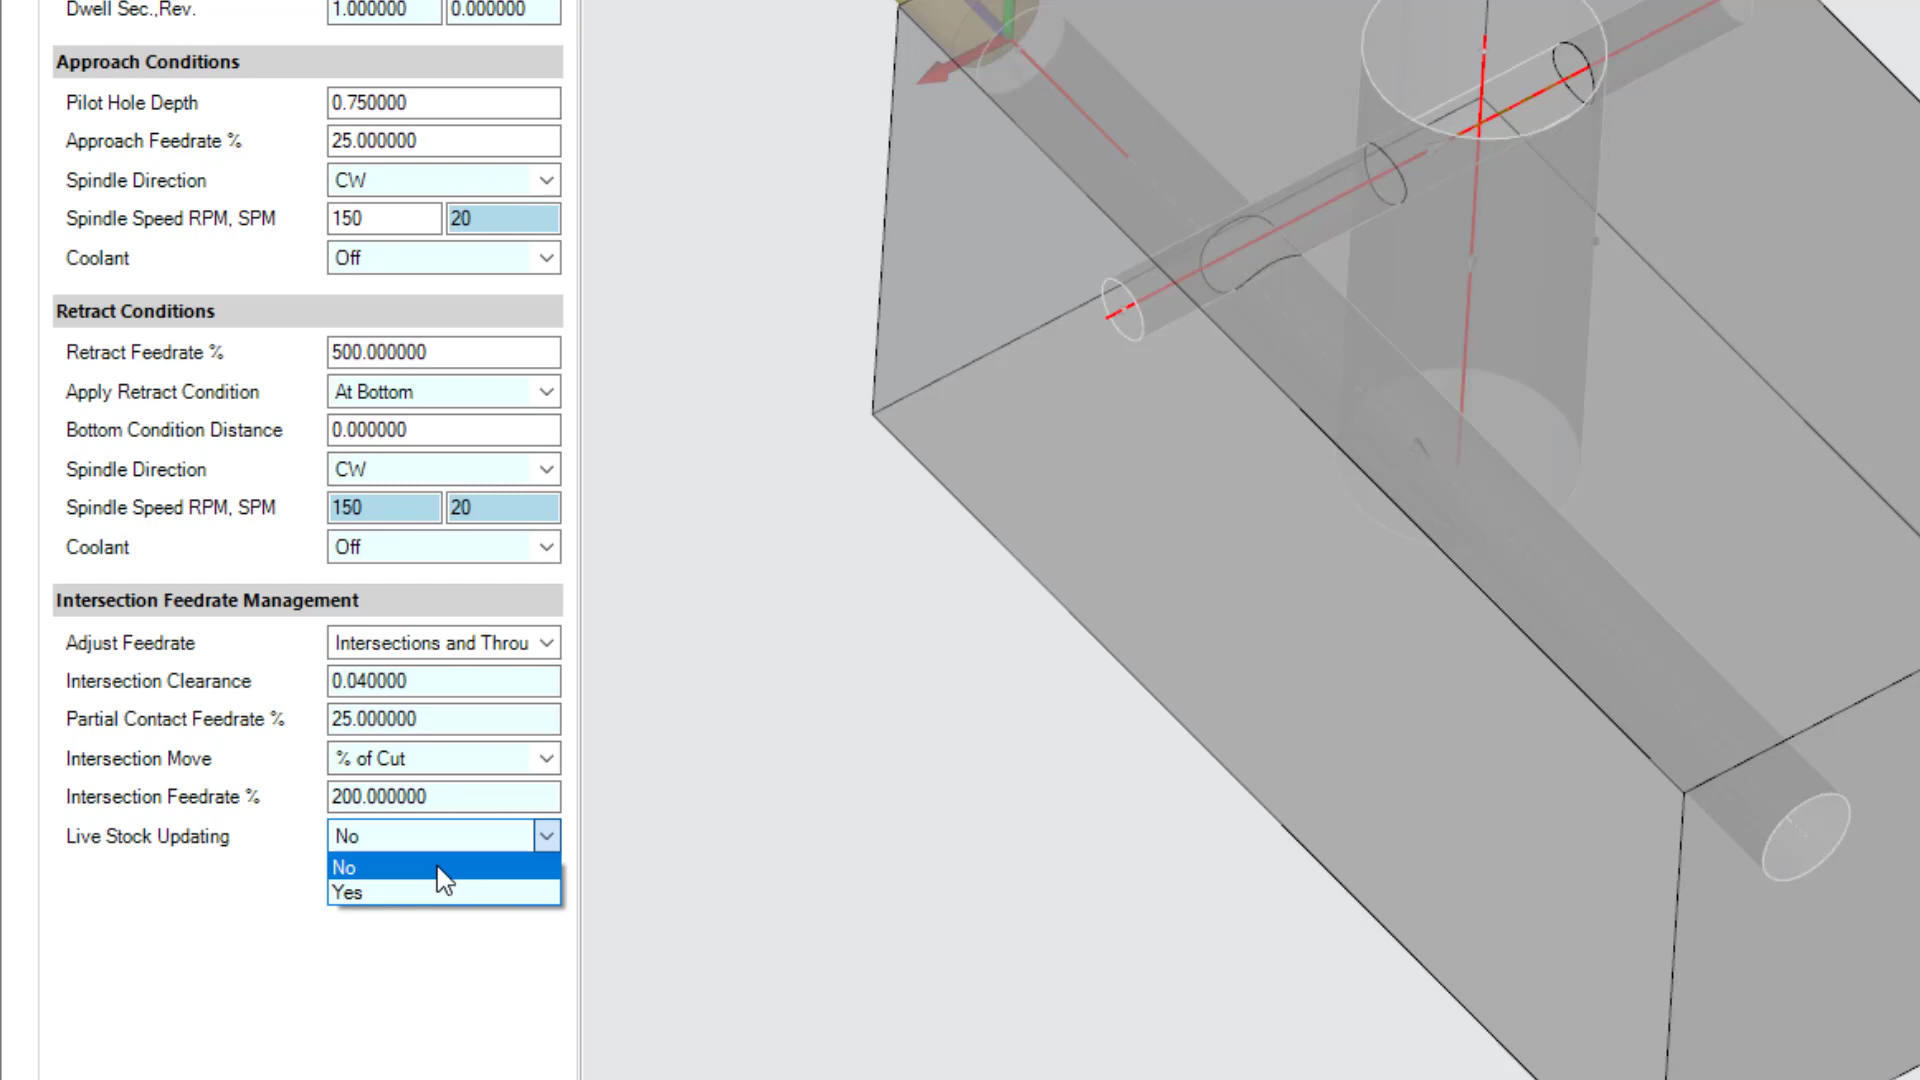 Dwell Sec.,Rev. 1.000000 0.000000
Approach Conditions
Pilot Hole Depth 0.750000
Approach Feedrate % 25.000000
Spindle Direction CW
Spindle Speed RPM, SPM 150 20
Coolant Off
Retract Conditions
Retract Feedrate % 500.000000
Apply Retract Condition At Bottom
Bottom Condition Distance 0.000000
Spindle Direction CW
Spindle Speed RPM, SPM 150 20
Coolant Off
Intersection Feedrate Management
Adjust Feedrate Intersections and Throu
Intersection Clearance 0.040000
Partial Contact Feedrate % 25.000000
Intersection Move % of Cut
Intersection Feedrate % 200.000000
Live Stock Updating No
No
Yes